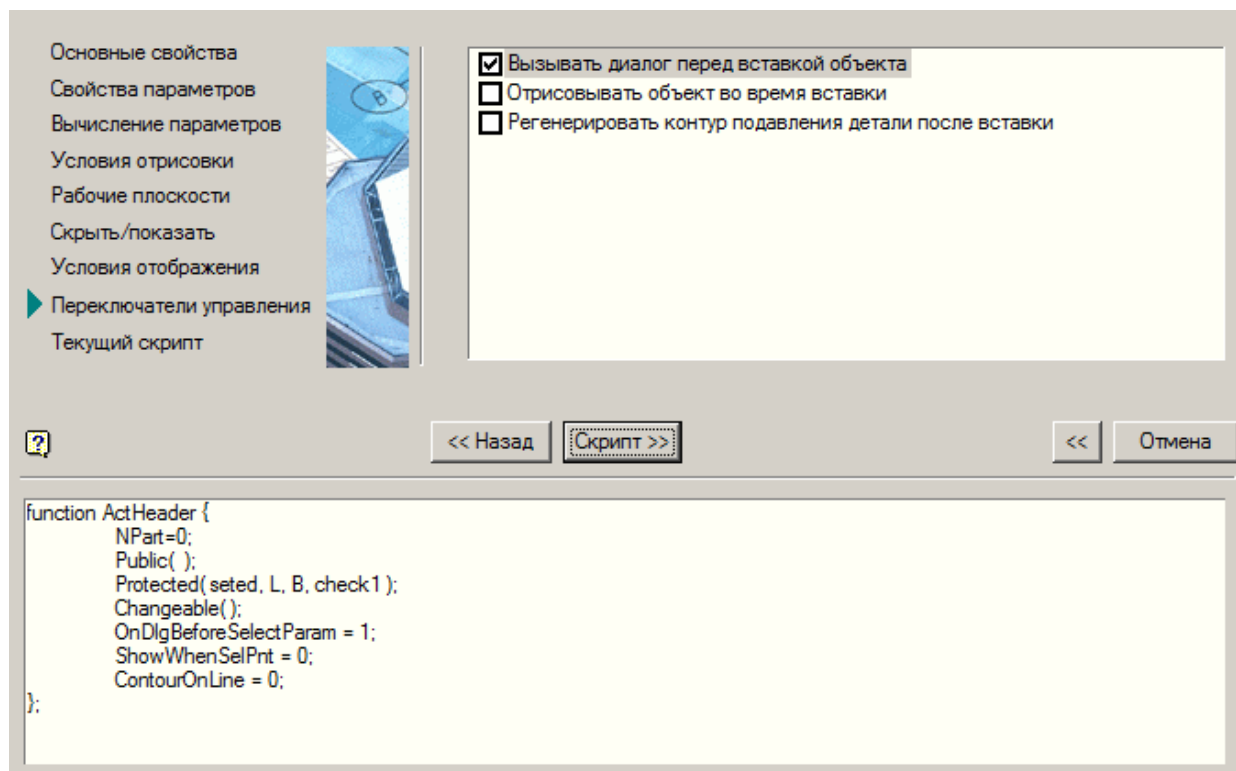 Основные свойства
Свойства параметров
Вычисление параметров
Условия отрисовки
Рабочие плоскости
Скрыть/показать
Условия отображения
Переключатели управления
Текущий скрипт
B
Вызывать диалог перед вставкой объекта
Отрисовывать объект во время вставки
Регенерировать контур подавления детали после вставки
?
<< Назад
Скрипт >>
<<
Отмена
function ActHeader {
NPart=0;
Public( );
Protected( seted, L, B, check1 );
Changeable( );
OnDlgBeforeSelectParam = 1;
ShowWhenSelPnt = 0;
ContourOnLine = 0;
};